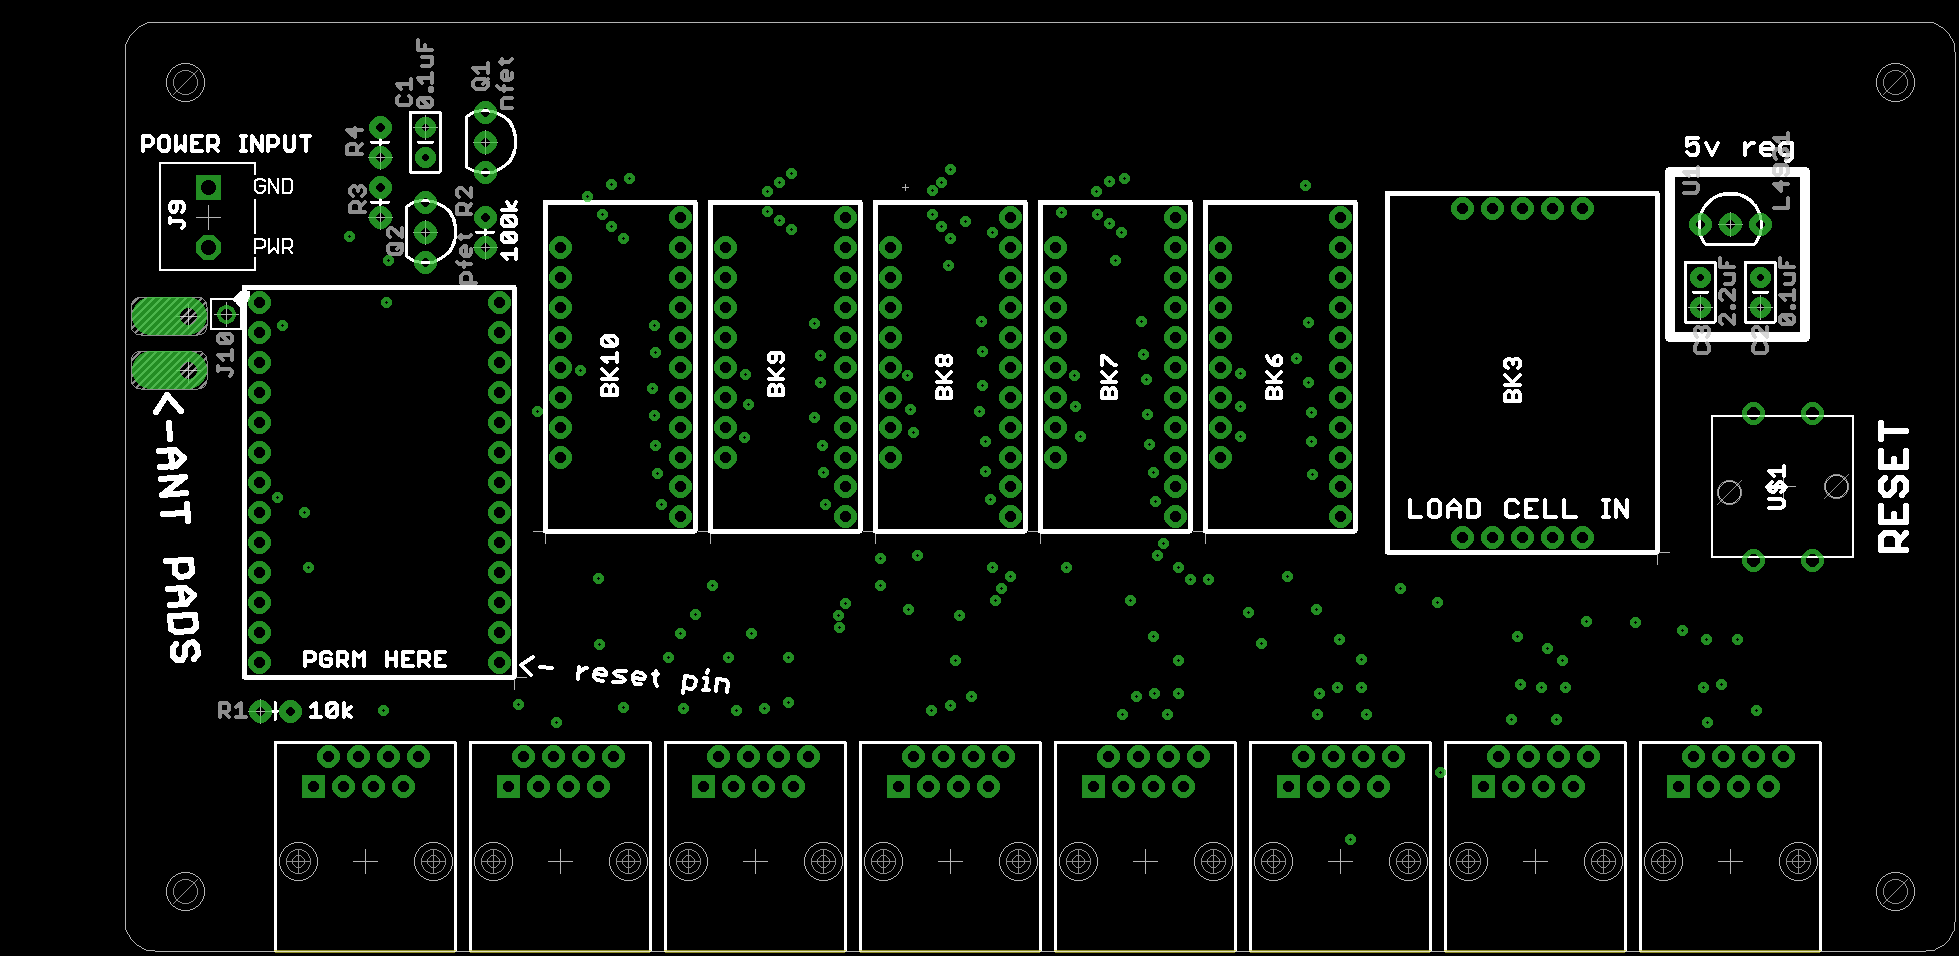 C1
0.1uF
Q1
nfet
R4
POWER INPUT
GND
J9
PWR
R3
Q2
R2
pfet
100k
J10
<-ANT PADS
PGRM HERE
<- reset pin
R1
10k
BK10
BK9
BK8
BK7
BK6
BK3
LOAD CELL IN
5v reg
U1
C3
2.2uF
C2
0.1uF
U$1
RESET